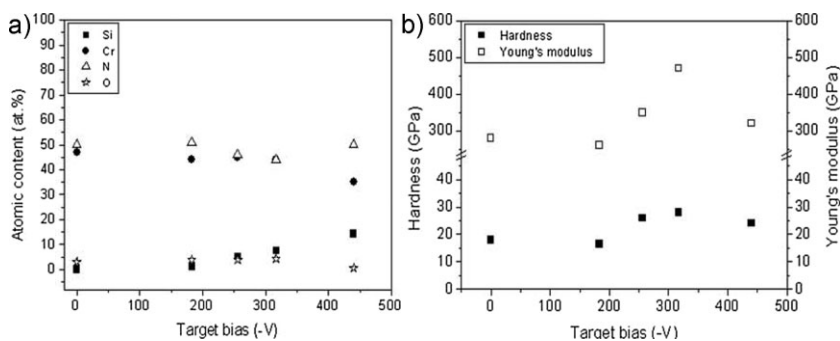 a)
100
90
80
70
60
50
40
30
20
10
0
Atomic content (at.%)
Si
Cr
N
O
0 100 200 300 400 500
Target bias (-V)
b)
600
500
400
300
50
40
30
20
10
0
Hardness (GPa)
Hardness
Young's modulus
600
500
400
300
50
40
30
20
10
0
Young's modulus (GPa)
0 100 200 300 400 500
Target bias (-V)